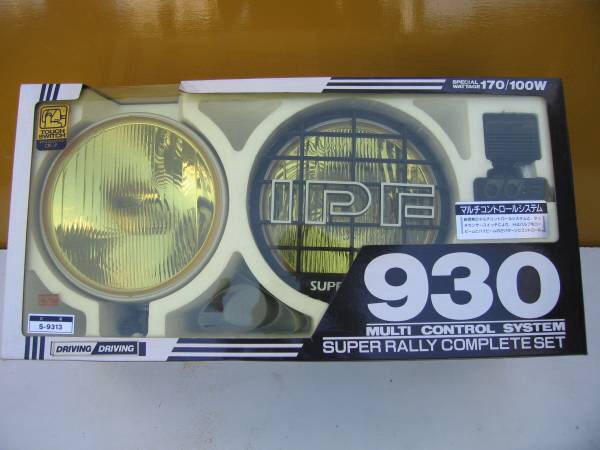 TOUCH
SWITCH
SPECIAL
WATTAGE 170/100W
IPF
SUPER
マルチコントロールシステム
930
MULTI CONTROL SYSTEM
SUPER RALLY COMPLETE SET
S-9313
DRIVING/DRIVING